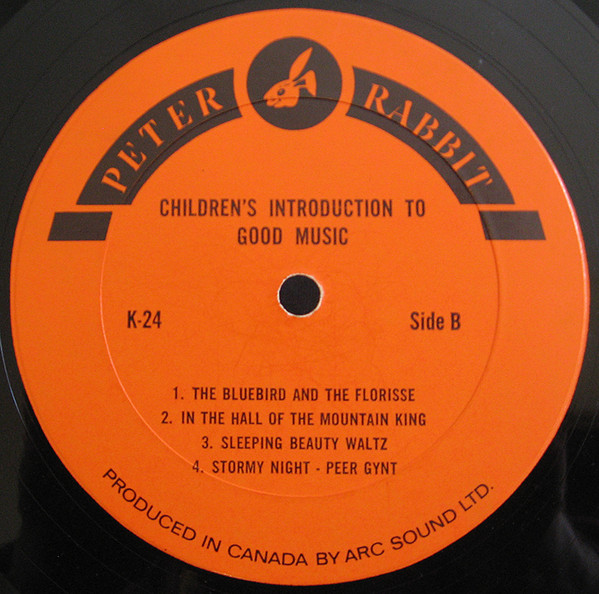 PETER RABBIT
CHILDREN'S INTRODUCTION TO
GOOD MUSIC
K-24
Side B
1. THE BLUEBIRD AND THE FLORISSE
2. IN THE HALL OF THE MOUNTAIN KING
3. SLEEPING BEAUTY WALTZ
4. STORMY NIGHT - PEER GYNT
PRODUCED IN CANADA BY ARC SOUND LTD.